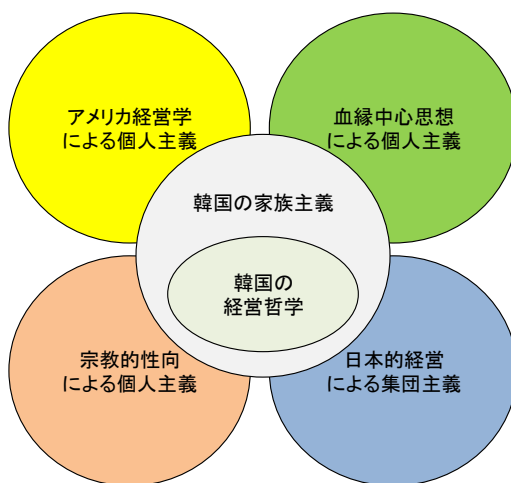 アメリカ経営学
による個人主義
血縁中心思想
による個人主義
韓国の家族主義
韓国の
経営哲学
宗教的性向
による個人主義
日本的経営
による集団主義